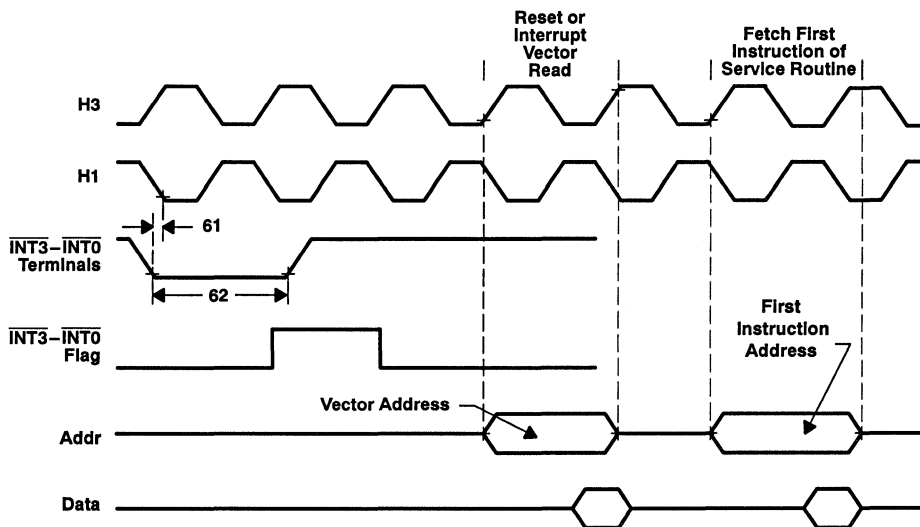 Reset or
Interrupt
Vector
Read
Fetch First
Instruction of
Service Routine
H3
H1
61
INT3–INT0
Terminals
62
INT3–INT0
Flag
First
Instruction
Address
Vector Address
Addr
Data